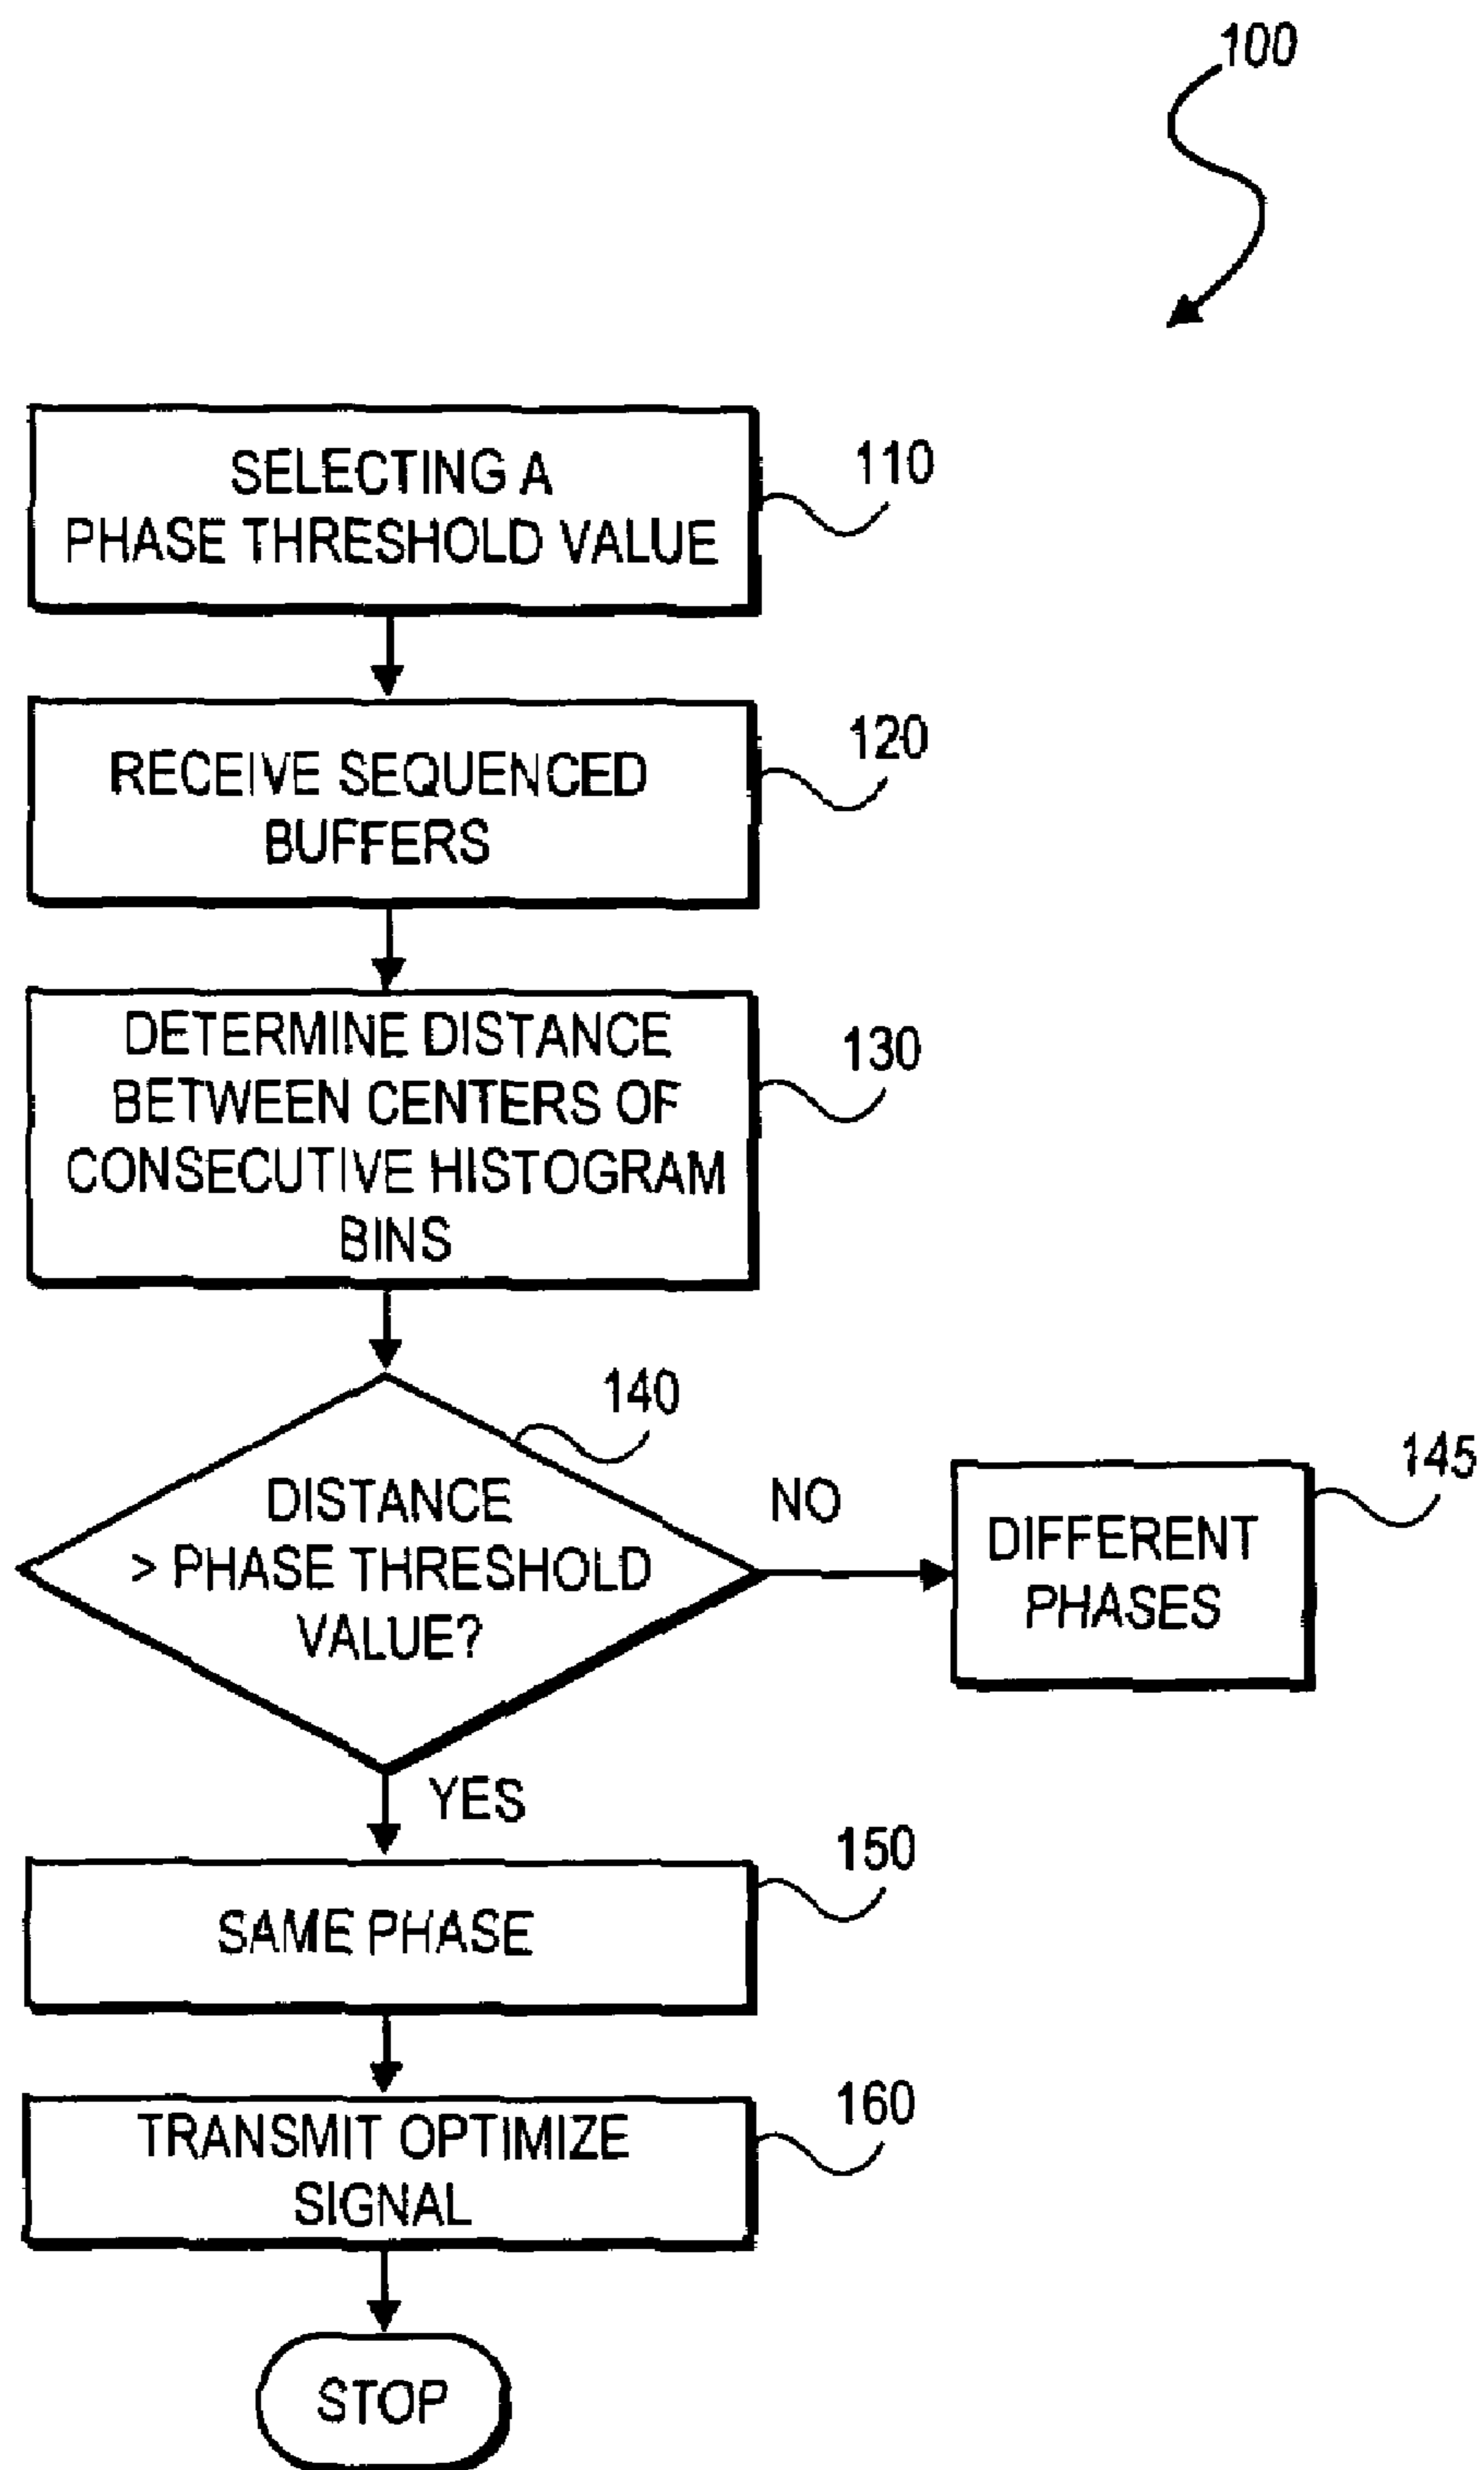 100
SELECTING A
PHASE THRESHOLD VALUE
110
RECEIVE SEQUENCED
BUFFERS
120
DETERMINE DISTANCE
BETWEEN CENTERS OF
CONSECUTIVE HISTOGRAM
BINS
130
140
DISTANCE
> PHASE THRESHOLD
VALUE?
NO
145
DIFFERENT
PHASES
YES
150
SAME PHASE
160
TRANSMIT OPTIMIZE
SIGNAL
STOP